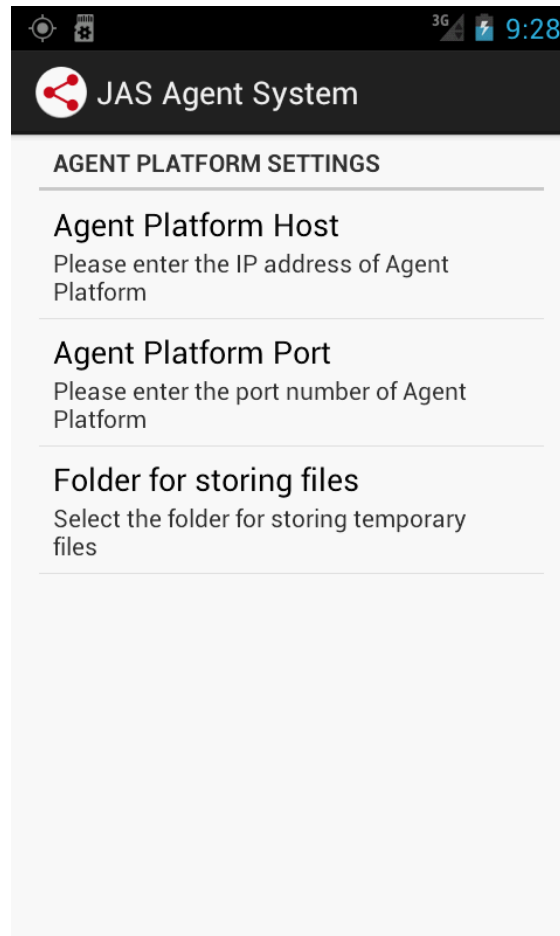 3G 9:28
JAS Agent System
AGENT PLATFORM SETTINGS
Agent Platform Host
Please enter the IP address of Agent
Platform
Agent Platform Port
Please enter the port number of Agent
Platform
Folder for storing files
Select the folder for storing temporary
files